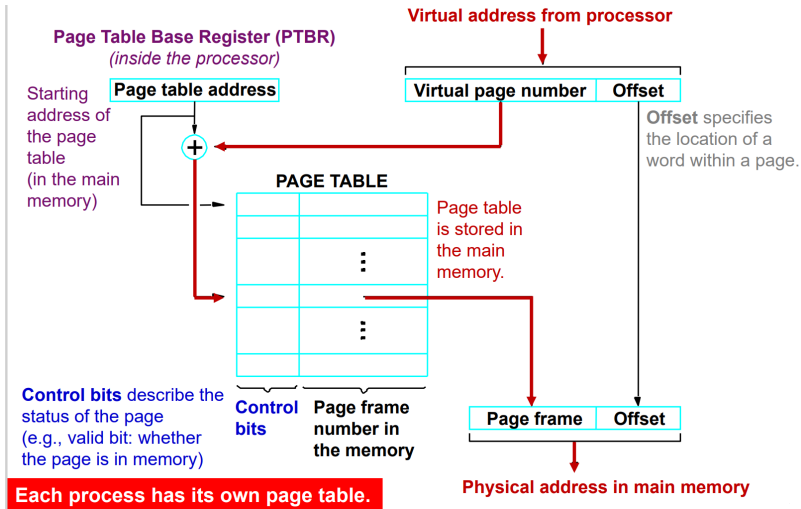 Virtual address from processor
Page Table Base Register (PTBR)
(inside the processor)
Page table address
Virtual page number
Offset
Starting
address of
the page
table
(in the main
memory)
+
Offset specifies
the location of a
word within a page.
PAGE TABLE
Page table
is stored in
the main
memory.
Control bits describe the
status of the page
(e.g., valid bit: whether
the page is in memory)
Control
bits
Page frame
number in
the memory
Page frame
Offset
Physical address in main memory
Each process has its own page table.